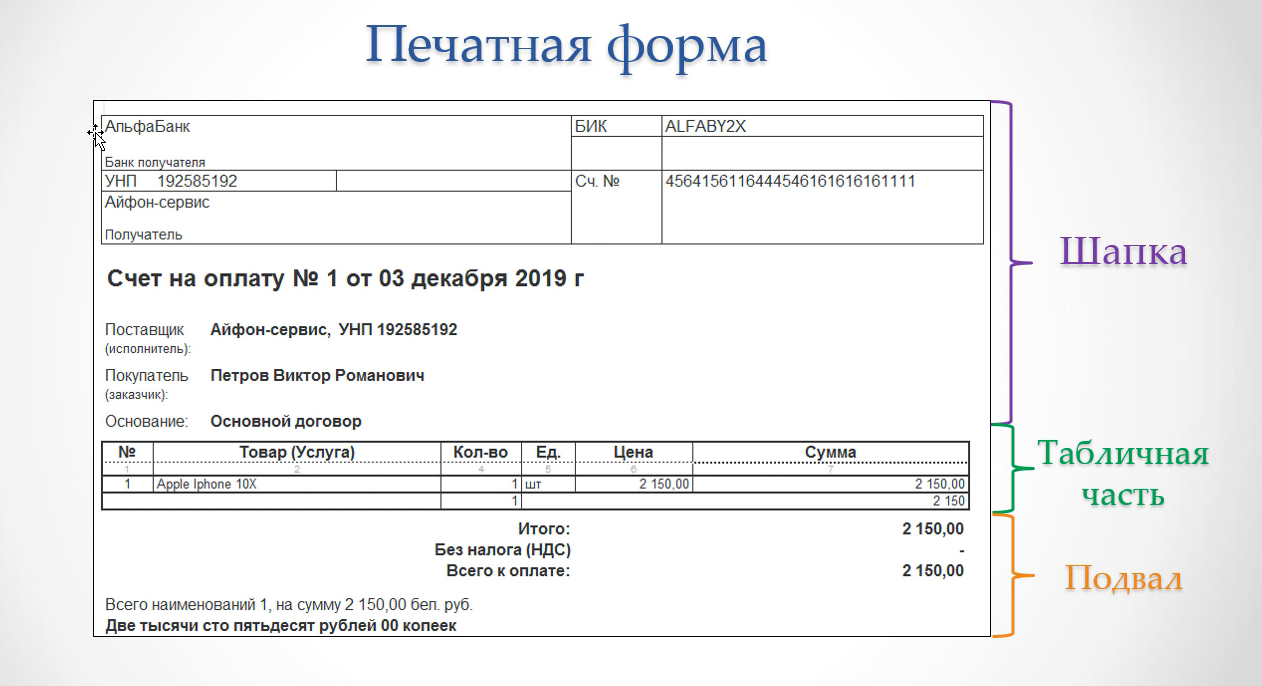 Печатная форма
АльфаБанк БИК ALFABY2X
Банк получателя
УНП 192585192 Сч. № 4564156116444546161616161111
Айфон-сервис
Получатель
Шапка
Счет на оплату № 1 от 03 декабря 2019 г
Поставщик Айфон-сервис, УНП 192585192
(исполнитель):
Покупатель Петров Виктор Романович
(заказчик):
Основание: Основной договор
№ Товар (Услуга) Кол-во Ед. Цена Сумма
1 2 4 5 6 7
1 Apple Iphone 10X 1 шт 2 150,00 2 150,00
1 2 150
Табличная
часть
Итого: 2 150,00
Без налога (НДС) -
Всего к оплате: 2 150,00
Подвал
Всего наименований 1, на сумму 2 150,00 бел. руб.
Две тысячи сто пятьдесят рублей 00 копеек